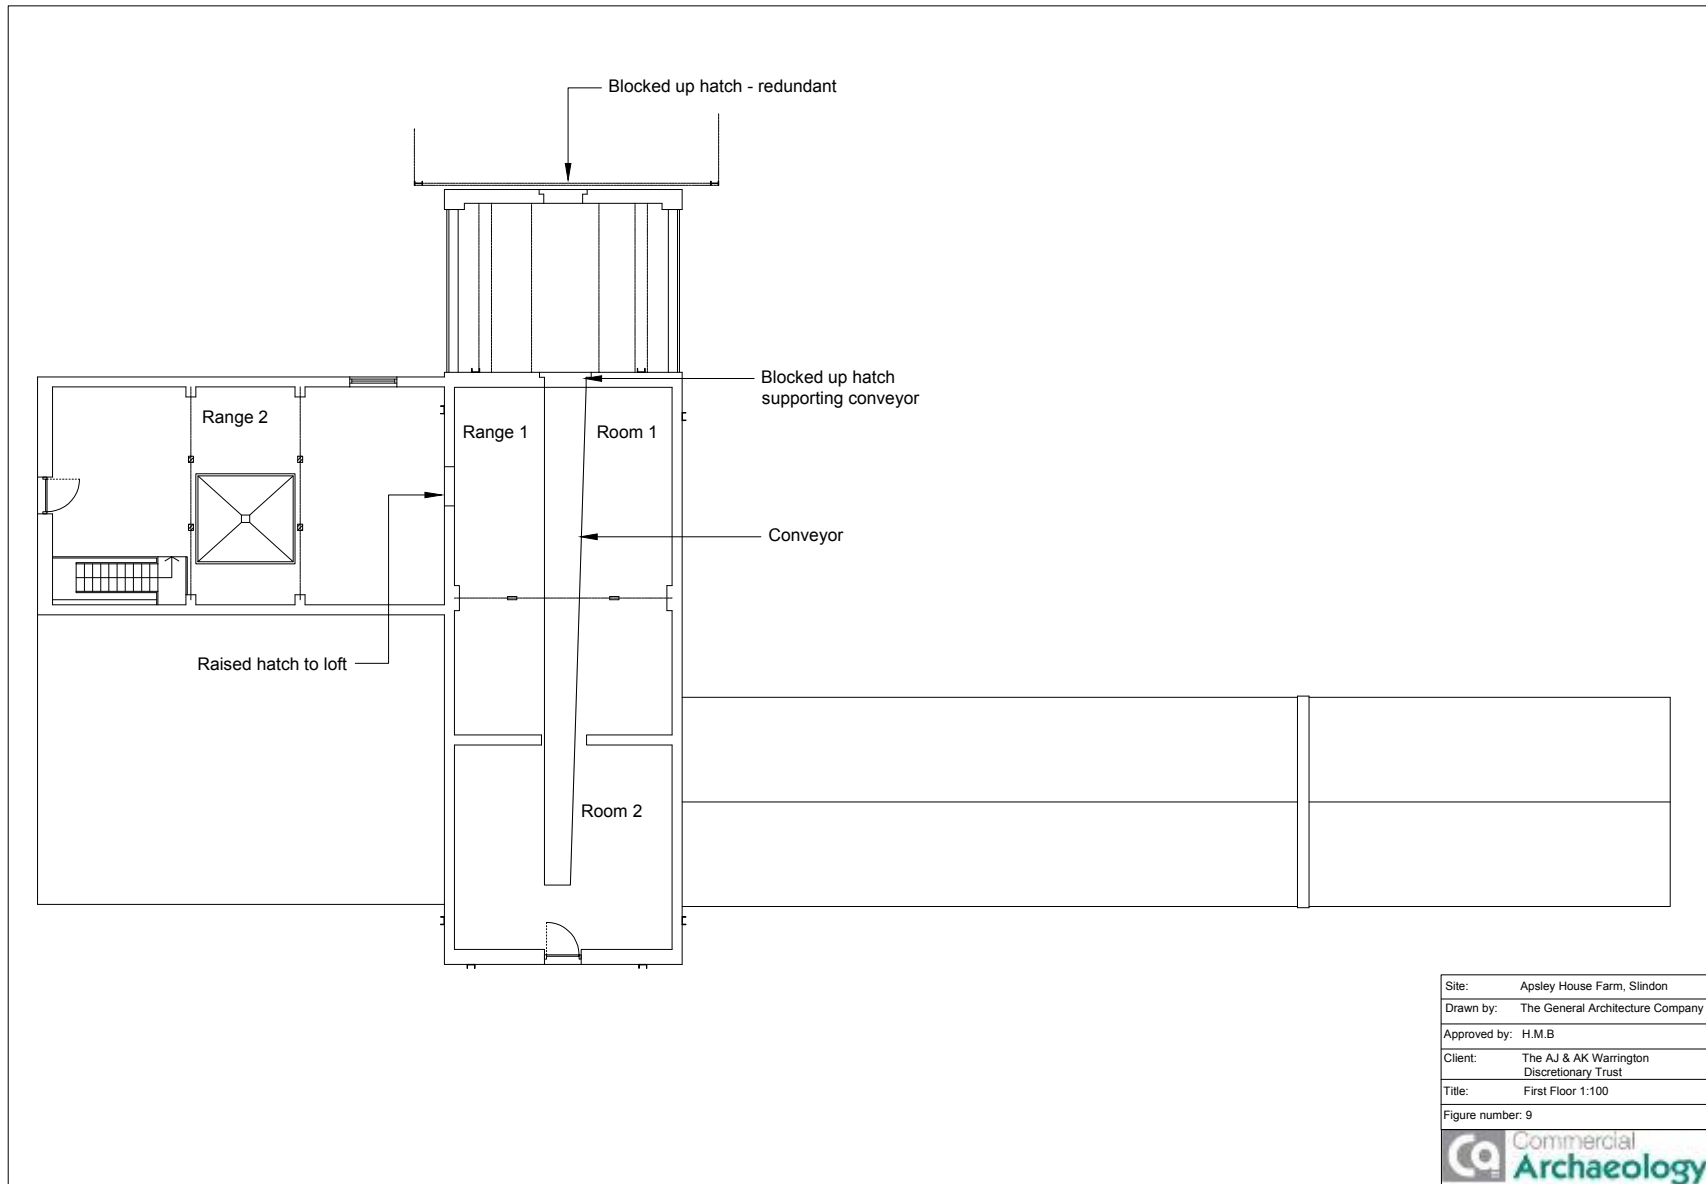 Blocked up hatch - redundant
Blocked up hatch
supporting conveyor
Range 2
Range 1
Room 1
Conveyor
Raised hatch to loft
Room 2
Site: Apsley House Farm, Slindon
Drawn by: The General Architecture Company
Approved by: H.M.B
Client: The AJ & AK Warrington
Discretionary Trust
Title: First Floor 1:100
Figure number: 9
Ca Commercial
Archaeology